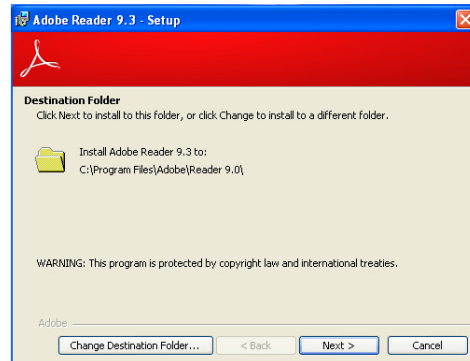 Adobe Reader 9.3 - Setup
Destination Folder
Click Next to install to this folder, or click Change to install to a different folder.
Install Adobe Reader 9.3 to:
C:\Program Files\Adobe\Reader 9.0\
WARNING: This program is protected by copyright law and international treaties.
Adobe
Change Destination Folder... < Back Next > Cancel